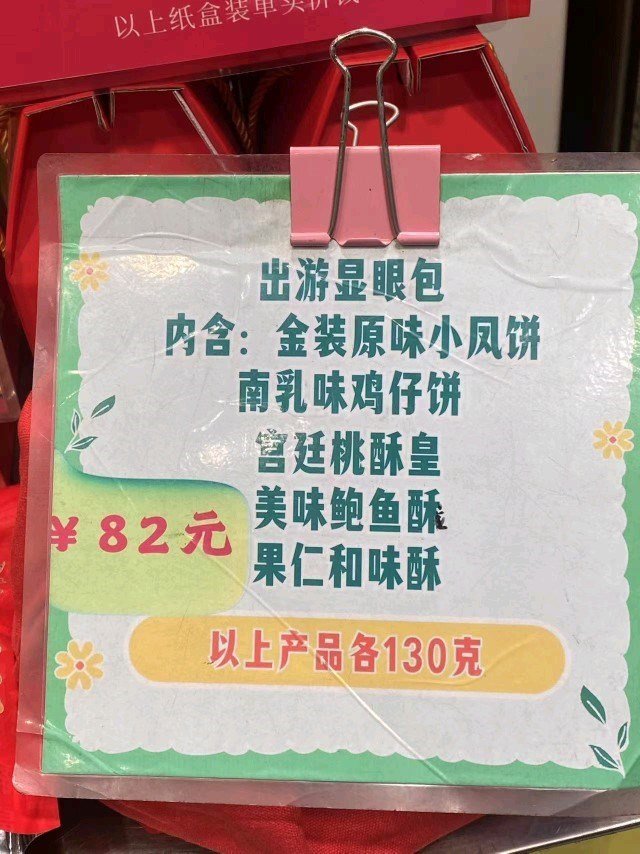 以上纸盒装单买拼
出游显眼包
内含：金装原味小凤饼
南乳味鸡仔饼
宫廷桃酥皇
美味鲍鱼酥
¥82元
果仁和味酥
以上产品各130克